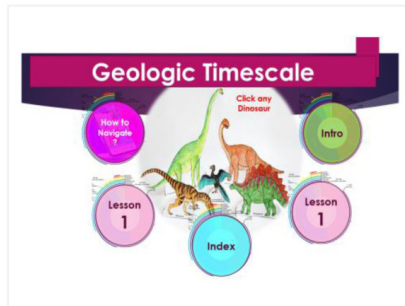 Geologic Timescale
Click any
Dinosaur
How to
Navigate
?
Intro
Lesson
1
Lesson
1
Index